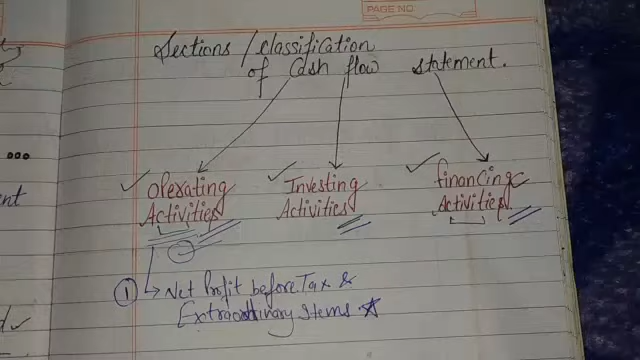 PAGE NO
Sections / classification
of Cash flow statement.
Operating Activities
Investing Activities
financing Activities
① → Net Profit before Tax &
Extraordinary Items ☆